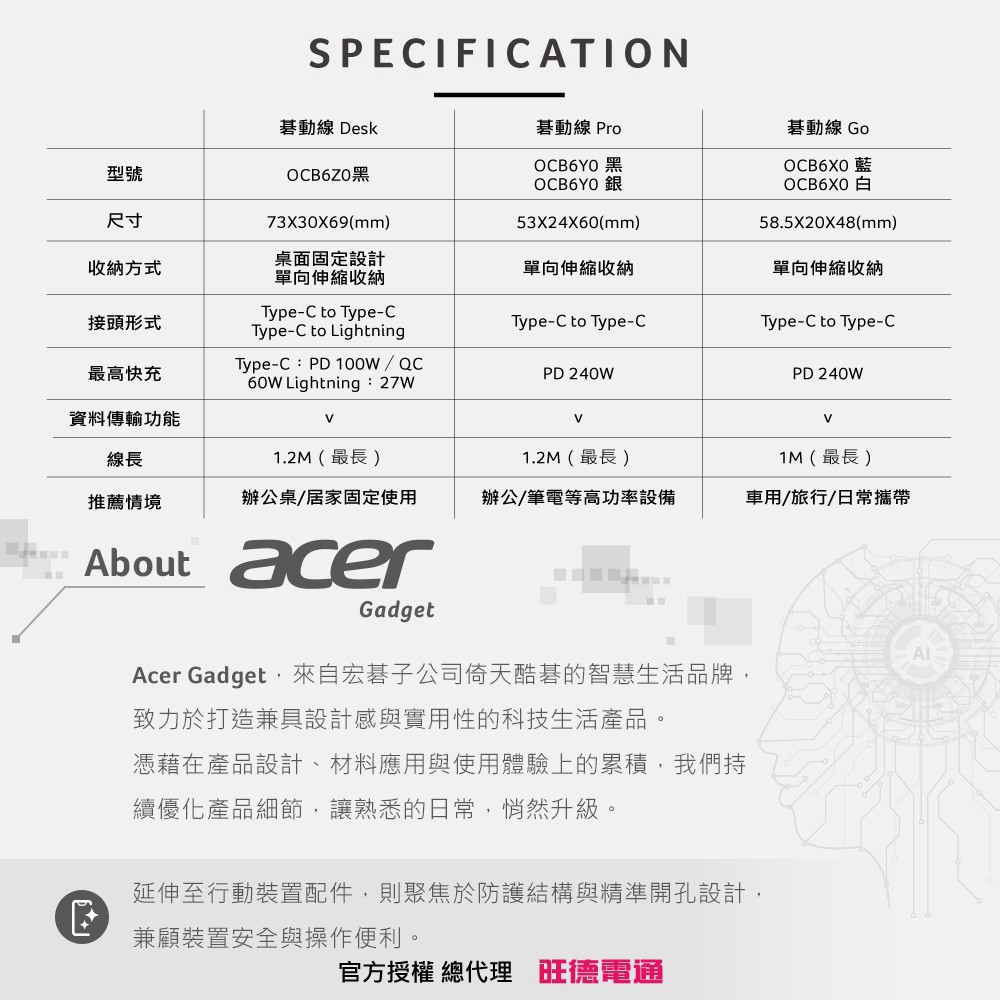 SPECIFICATION
碁動線 Desk
碁動線 Pro
碁動線 Go
型號
OCB6Z0黑
OCB6Y0 黑
OCB6Y0 銀
OCB6X0 藍
OCB6X0 白
尺寸
73X30X69(mm)
53X24X60(mm)
58.5X20X48(mm)
收納方式
桌面固定設計
單向伸縮收納
單向伸縮收納
單向伸縮收納
接頭形式
Type-C to Type-C
Type-C to Lightning
Type-C to Type-C
Type-C to Type-C
最高快充
Type-C：PD 100W / QC
60W Lightning：27W
PD 240W
PD 240W
資料傳輸功能
v
v
v
線長
1.2M（最長）
1.2M（最長）
1M（最長）
推薦情境
辦公桌/居家固定使用
辦公/筆電等高功率設備
車用/旅行/日常攜帶
About acer
Gadget
AI
Acer Gadget，來自宏碁子公司倚天酷碁的智慧生活品牌，
致力於打造兼具設計感與實用性的科技生活產品。
憑藉在產品設計、材料應用與使用體驗上的累積，我們持
續優化產品細節，讓熟悉的日常，悄然升級。
延伸至行動裝置配件，則聚焦於防護結構與精準開孔設計，
兼顧裝置安全與操作便利。
官方授權 總代理 旺德電通